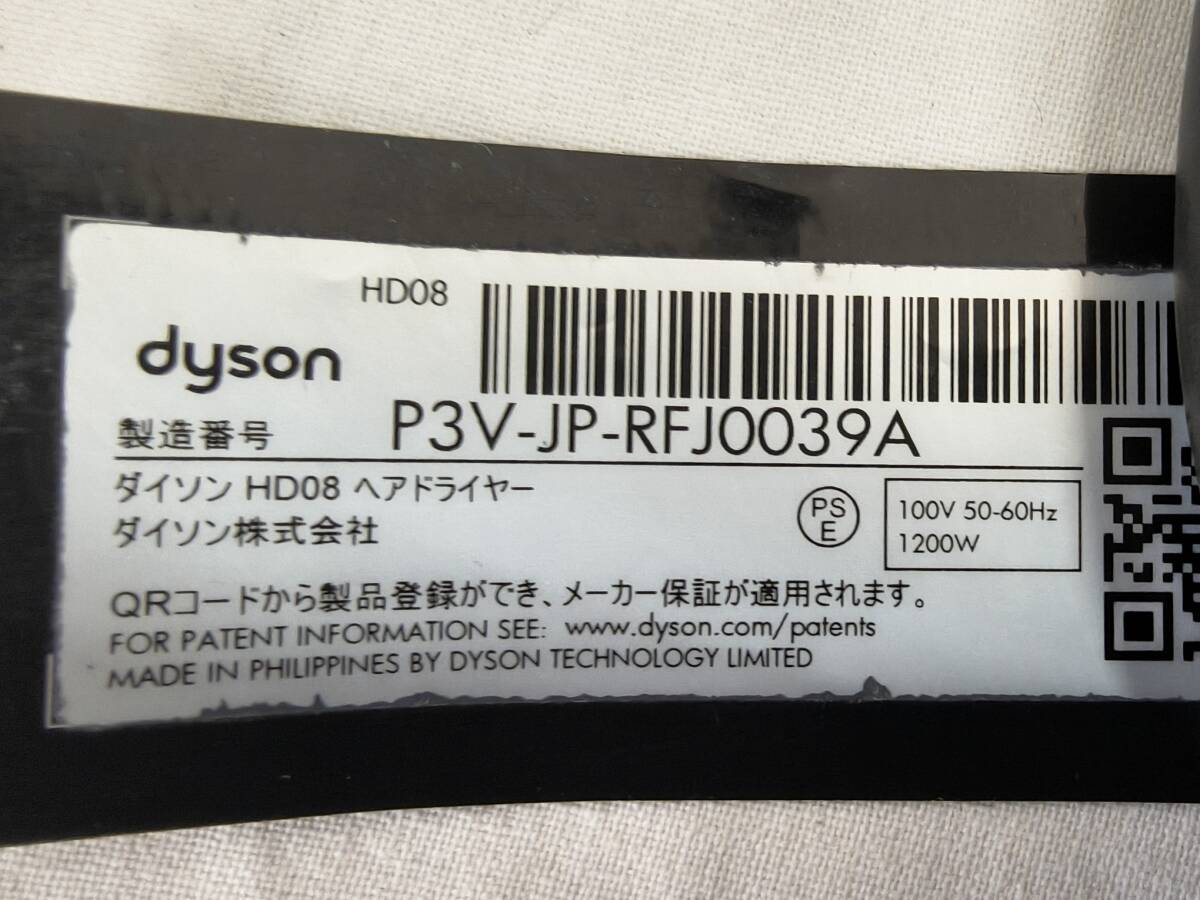 HD08
dyson
製造番号 P3V-JP-RFJ0039A
ダイソン HD08 ヘアドライヤー
ダイソン株式会社
PS
E
100V 50-60Hz
1200W
QRコードから製品登録ができ、メーカー保証が適用されます。
FOR PATENT INFORMATION SEE: www.dyson.com/patents
MADE IN PHILIPPINES BY DYSON TECHNOLOGY LIMITED